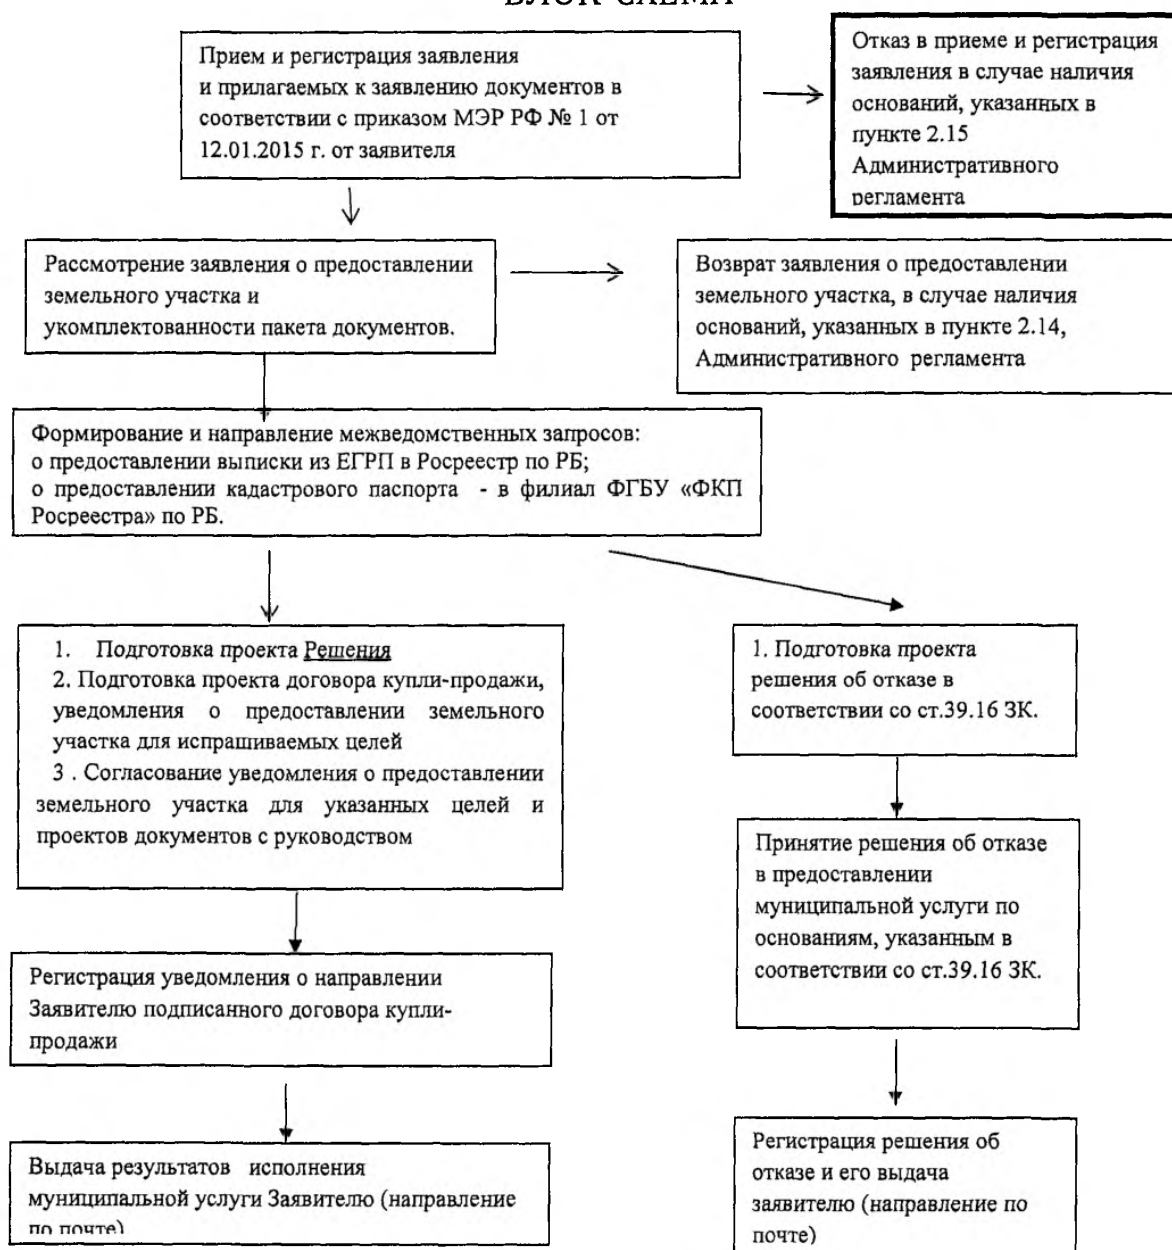 БЛОК-СХЕМА
Прием и регистрация заявления
и прилагаемых к заявлению документов в
соответствии с приказом МЭР РФ № 1 от
12.01.2015 г. от заявителя
Отказ в приеме и регистрация
заявления в случае наличия
оснований, указанных в
пункте 2.15
Административного
регламента
Рассмотрение заявления о предоставлении
земельного участка и
укомплектованности пакета документов.
Возврат заявления о предоставлении
земельного участка, в случае наличия
оснований, указанных в пункте 2.14,
Административного регламента
Формирование и направление межведомственных запросов:
о предоставлении выписки из ЕГРП в Росреестр по РБ;
о предоставлении кадастрового паспорта - в филиал ФГБУ «ФКП
Росреестра» по РБ.
1. Подготовка проекта Решения
2. Подготовка проекта договора купли-продажи,
уведомления о предоставлении земельного
участка для испрашиваемых целей
3 . Согласование уведомления о предоставлении
земельного участка для указанных целей и
проектов документов с руководством
1. Подготовка проекта
решения об отказе в
соответствии со ст.39.16 ЗК.
Принятие решения об отказе
в предоставлении
муниципальной услуги по
основаниям, указанным в
соответствии со ст.39.16 ЗК.
Регистрация уведомления о направлении
Заявителю подписанного договора купли-
продажи
Выдача результатов исполнения
муниципальной услуги Заявителю (направление
по почте)
Регистрация решения об
отказе и его выдача
заявителю (направление по
почте)